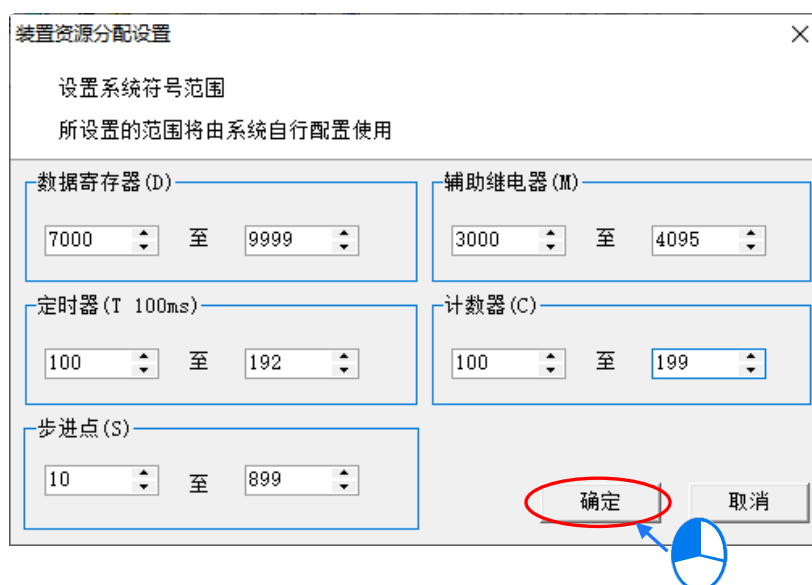 装置资源分配设置
设置系统符号范围
所设置的范围将由系统自行配置使用
数据寄存器(D)
7000 至 9999
辅助继电器(M)
3000 至 4095
定时器(T 100ms)
100 至 192
计数器(C)
100 至 199
步进点(S)
10 至 899
确定 取消